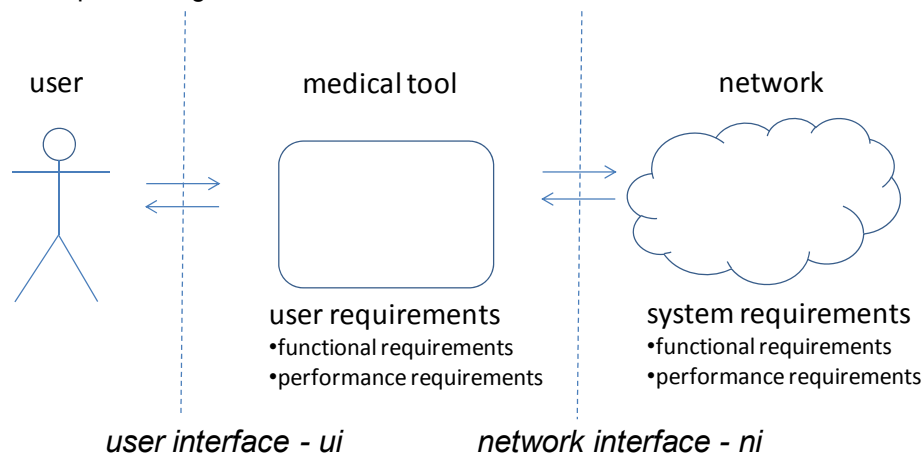 user
medical tool
network
user requirements
•functional requirements
•performance requirements
system requirements
•functional requirements
•performance requirements
user interface - ui
network interface - ni